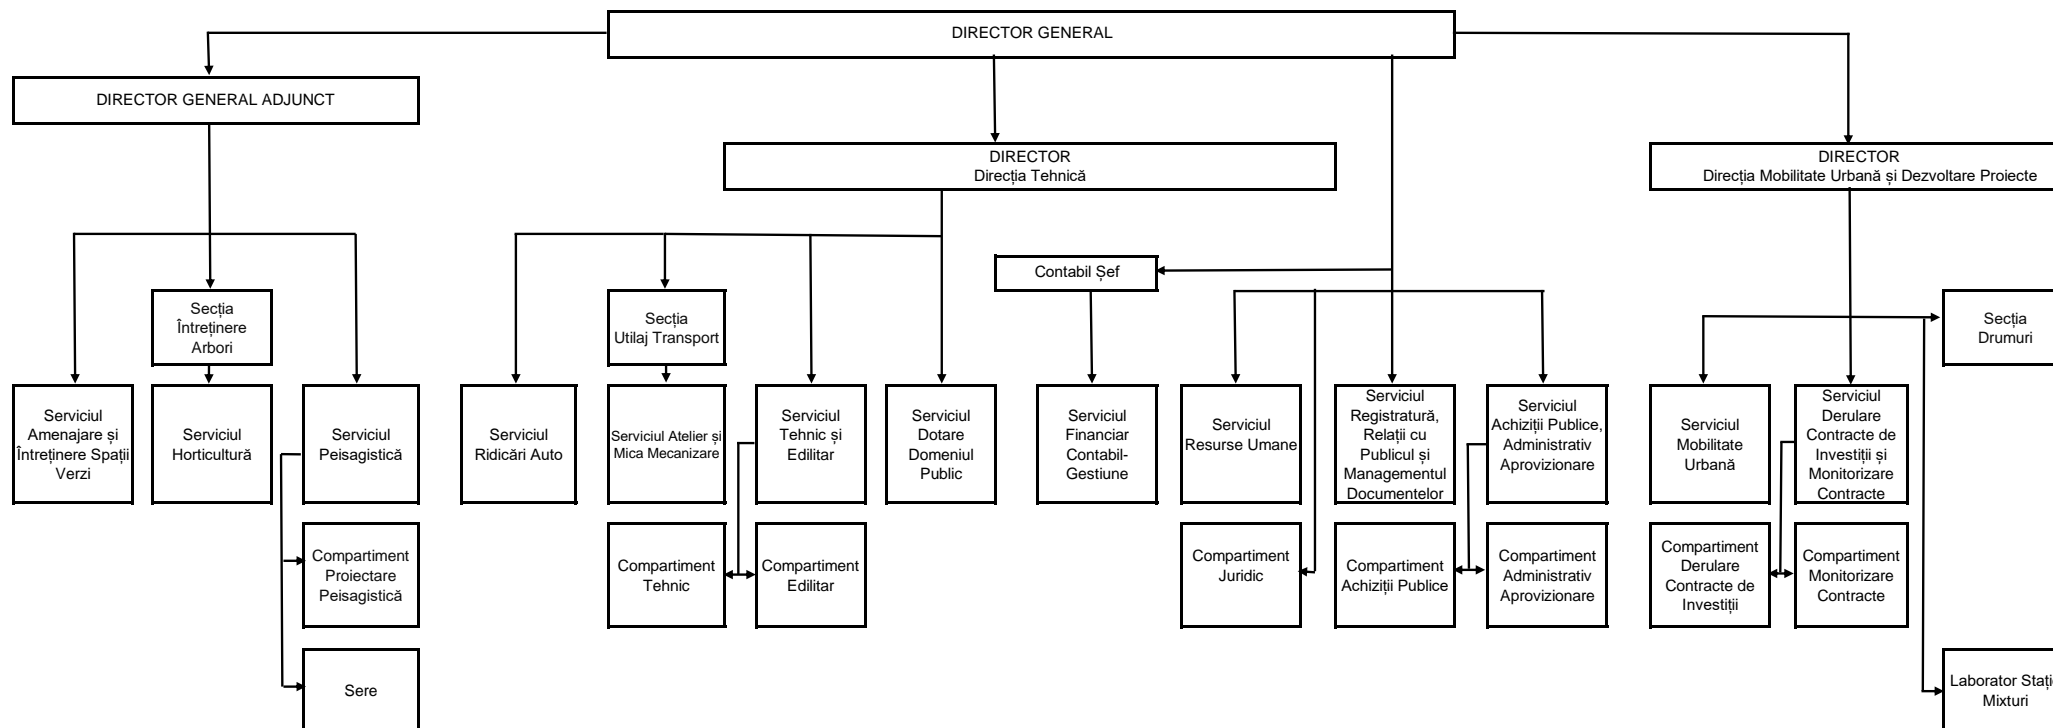 DIRECTOR GENERAL
DIRECTOR GENERAL ADJUNCT
DIRECTOR
Direcția Tehnică
DIRECTOR
Direcția Mobilitate Urbană și Dezvoltare Proiecte
Contabil Șef
Secția
Întreținere
Arbori
Secția
Utilaj Transport
Secția
Drumuri
Serviciul
Amenajare și
Întreținere Spații
Verzi
Serviciul
Horticultură
Serviciul
Peisagistică
Serviciul
Ridicări Auto
Serviciul Atelier și
Mica Mecanizare
Serviciul
Tehnic și
Edilitar
Serviciul
Dotare
Domeniul
Public
Serviciul
Financiar
Contabil-
Gestiune
Serviciul
Resurse Umane
Serviciul
Registratură,
Relații cu
Publicul și
Managementul
Documentelor
Serviciul
Achiziții Publice,
Administrativ
Aprovizionare
Serviciul
Mobilitate
Urbană
Serviciul
Derulare
Contracte de
Investiții și
Monitorizare
Contracte
Compartiment
Proiectare
Peisagistică
Compartiment
Tehnic
Compartiment
Edilitar
Compartiment
Juridic
Compartiment
Achiziții Publice
Compartiment
Administrativ
Aprovizionare
Compartiment
Derulare
Contracte de
Investiții
Compartiment
Monitorizare
Contracte
Sere
Laborator Stați
Mixturi